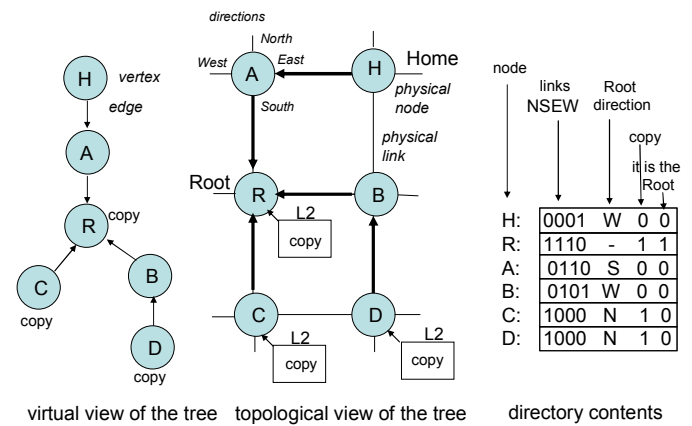 directions
North
West
East
South
H
vertex
edge
A
copy
R
C
copy
B
D
copy
A
H
Home
physical
node
physical
link
Root
R
B
L2
copy
C
D
L2
copy
L2
copy
node
links
NSEW
Root
direction
copy
it is the
Root
H: 0001 W 0 0
R: 1110 - 1 1
A: 0110 S 0 0
B: 0101 W 0 0
C: 1000 N 1 0
D: 1000 N 1 0
virtual view of the tree
topological view of the tree
directory contents